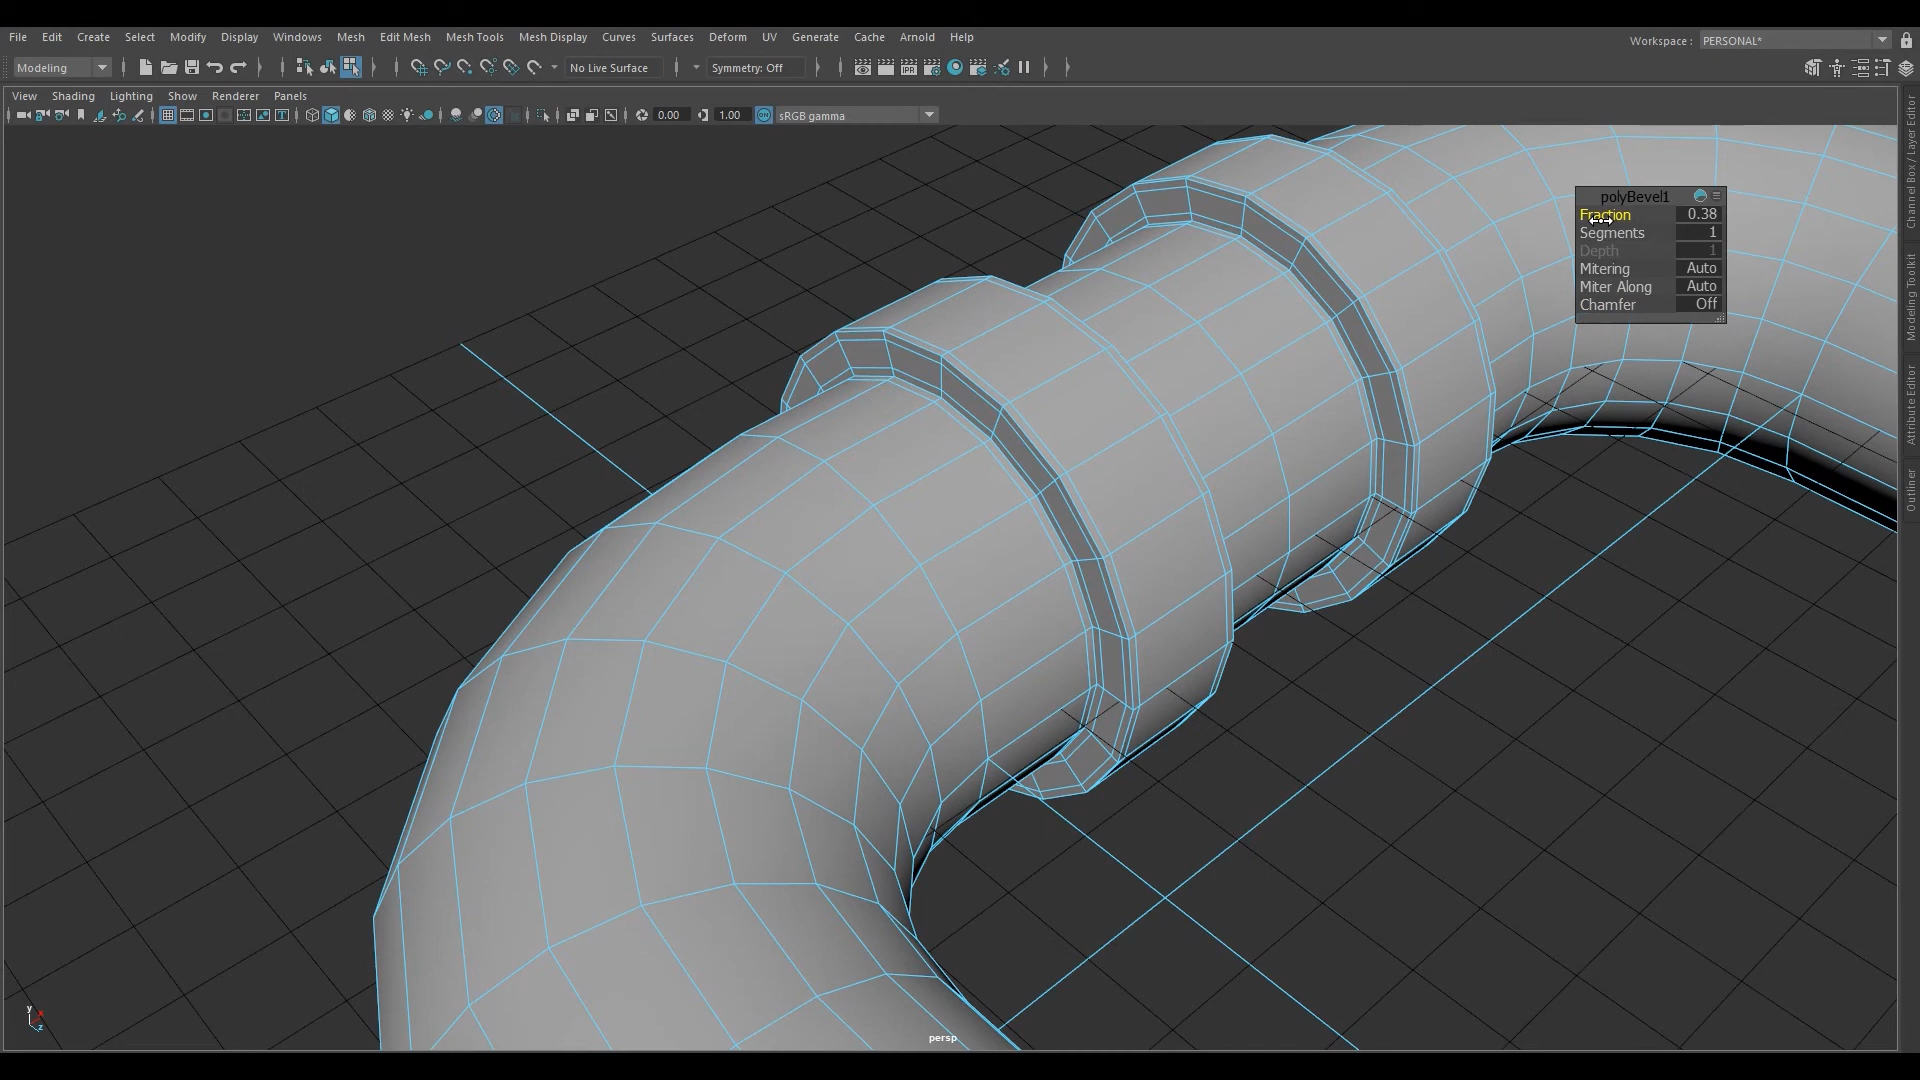 File Edit Create Select Modify Display Windows Mesh Edit Mesh Mesh Tools Mesh Display Curves Surfaces Deform UV Generate Cache Arnold Help
Workspace : PERSONAL*
Modeling
No Live Surface
Symmetry: Off
IPR
View Shading Lighting Show Renderer Panels
0.00
1.00
ON
sRGB gamma
polyBevel1
Fraction 0.38
Segments 1
Depth 1
Mitering Auto
Miter Along Auto
Chamfer Off
Channel Box / Layer Editor
Modeling Toolkit
Attribute Editor
Outliner
y
x
z
persp